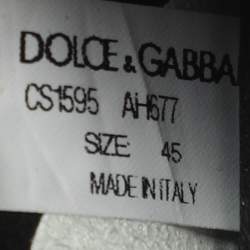 DOLCE & GABBA
CS1595 AH677
SIZE: 45
MADE IN ITALY